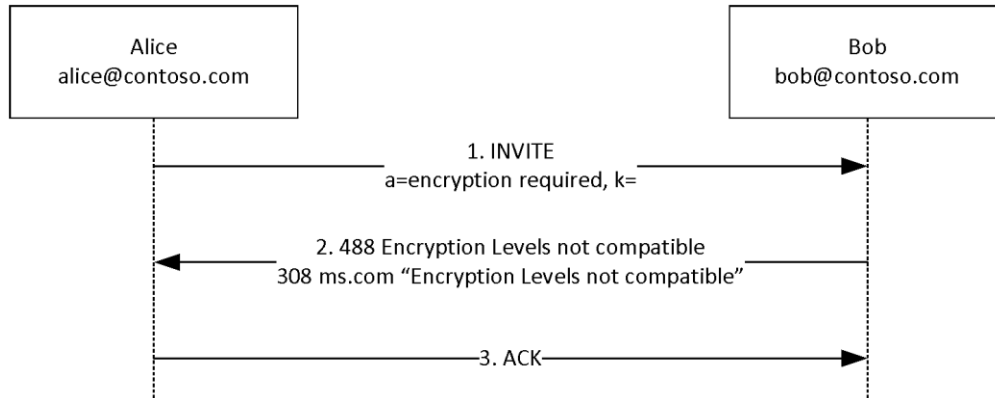 Alice
alice@contoso.com
Bob
bob@contoso.com
1. INVITE
a=encryption required, k=
2. 488 Encryption Levels not compatible
308 ms.com “Encryption Levels not compatible”
3. ACK